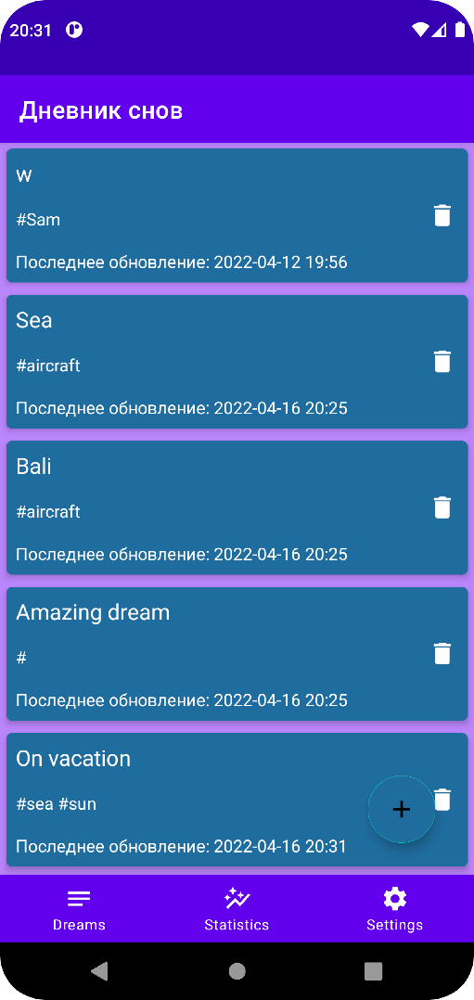 20:31
Дневник снов
w
#Sam
Последнее обновление: 2022-04-12 19:56
Sea
#aircraft
Последнее обновление: 2022-04-16 20:25
Bali
#aircraft
Последнее обновление: 2022-04-16 20:25
Amazing dream
#
Последнее обновление: 2022-04-16 20:25
On vacation
#sea #sun
Последнее обновление: 2022-04-16 20:31
Dreams Statistics Settings